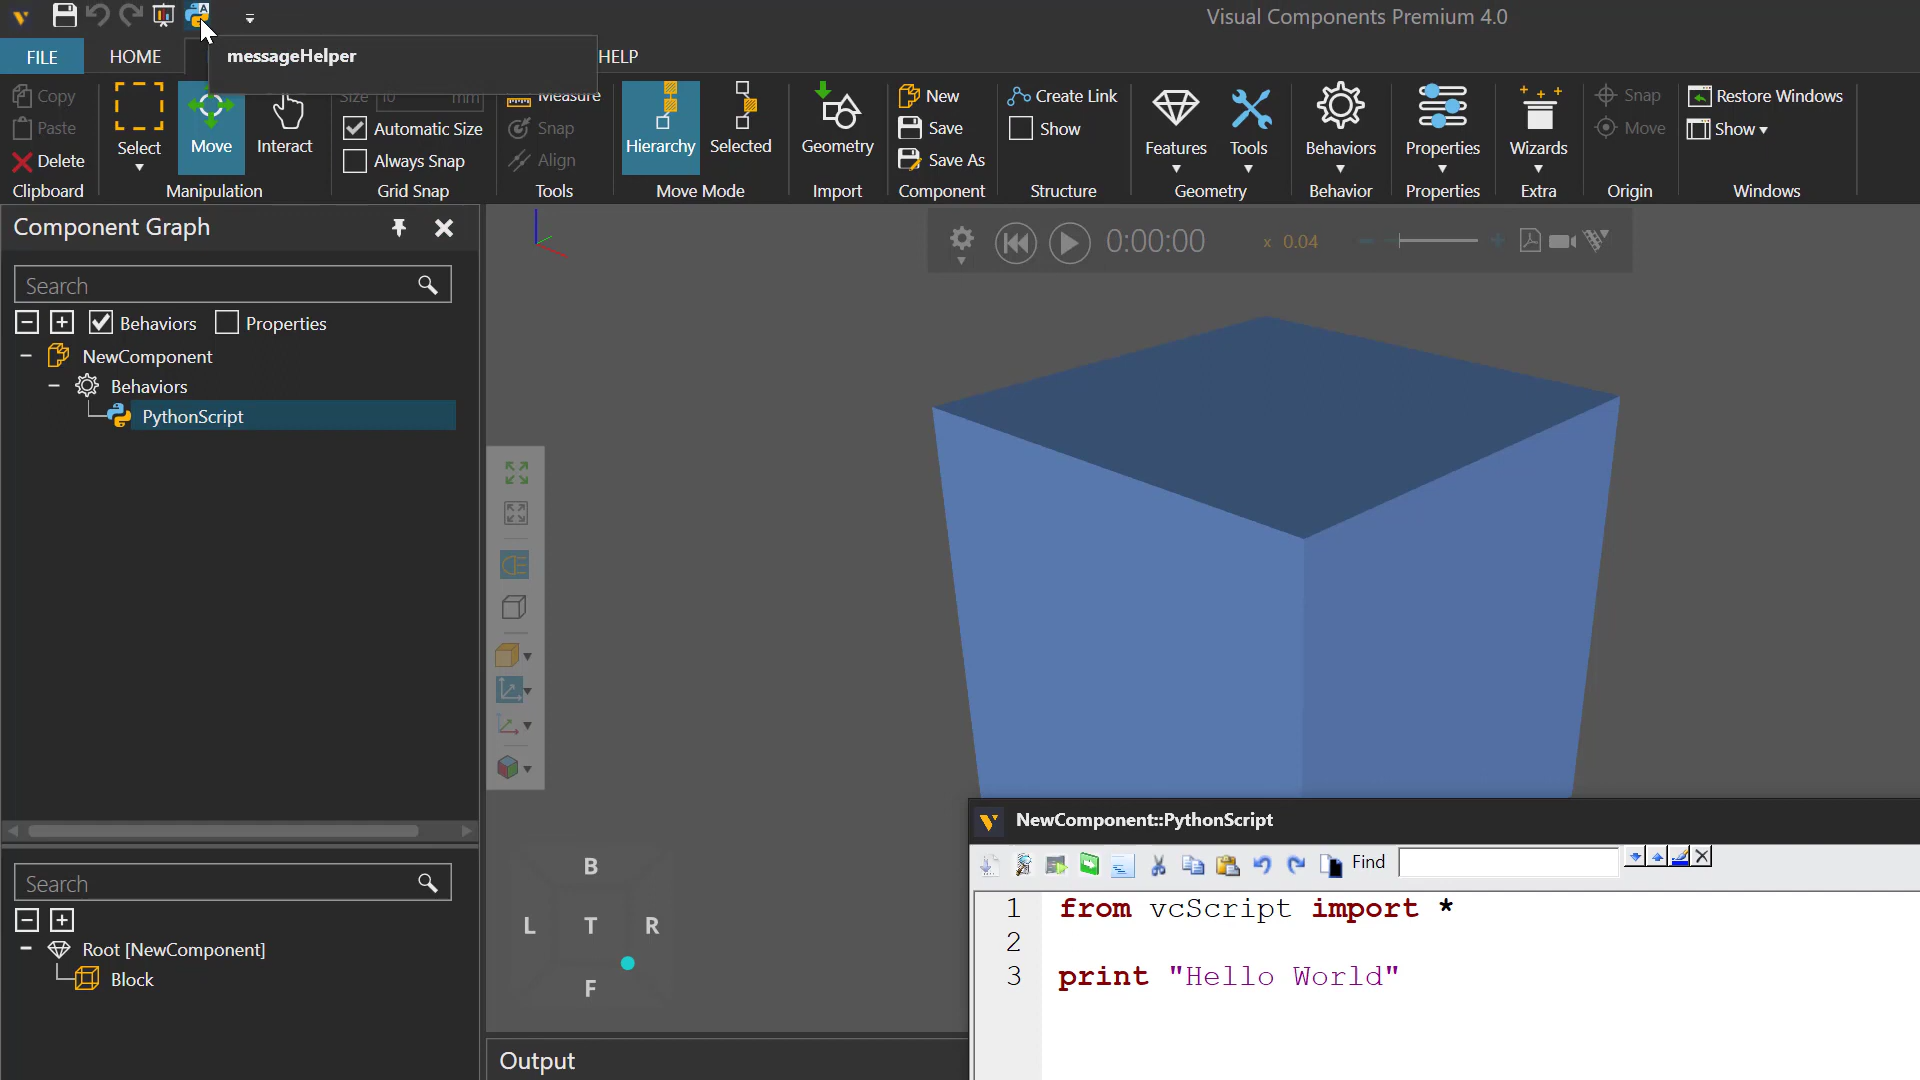 Visual Components Premium 4.0
messageHelper
FILE
HOME
HELP
Copy
Paste
Delete
Clipboard
Select
Move
Interact
Manipulation
Size 10 mm
Automatic Size
Always Snap
Grid Snap
Measure
Snap
Align
Tools
Hierarchy
Selected
Move Mode
Geometry
Import
New
Save
Save As
Component
Create Link
Show
Structure
Features
Tools
Geometry
Behaviors
Behavior
Properties
Properties
Wizards
Extra
Snap
Move
Origin
Restore Windows
Show
Windows
Component Graph
Search
Behaviors
Properties
NewComponent
Behaviors
PythonScript
0:00:00
x 0.04
B
L T R
F
Search
Root [NewComponent]
Block
Output
NewComponent::PythonScript
Find
1 from vcScript import *
2
3 print "Hello World"